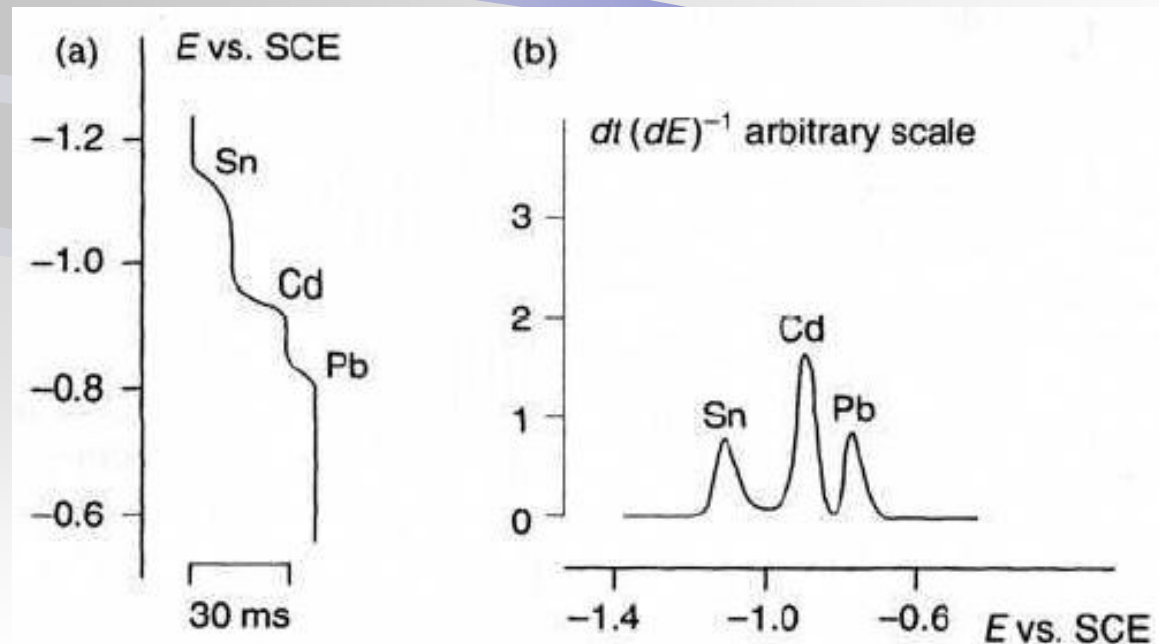 (a)
E vs. SCE
−1.2
Sn
−1.0
Cd
Pb
−0.8
−0.6
30 ms
(b)
dt (dE)⁻¹ arbitrary scale
3
2
Cd
1
Sn
Pb
0
−1.4
−1.0
−0.6
E vs. SCE